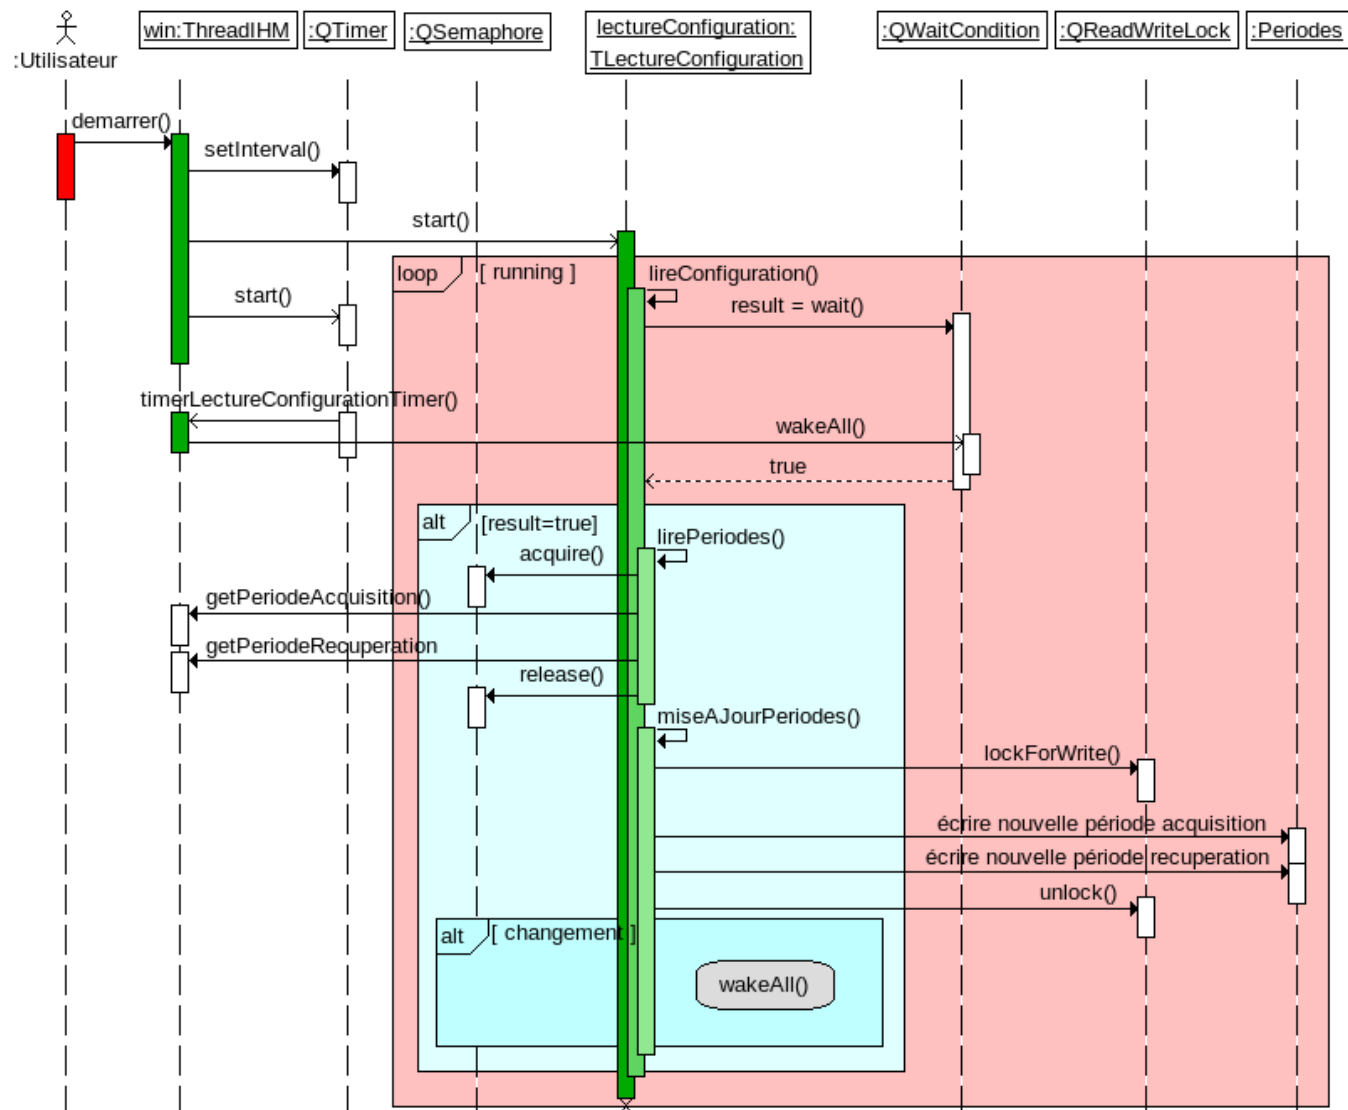 win:ThreadIHM
:QTimer
:QSemaphore
lectureConfiguration:
TLectureConfiguration
:QWaitCondition
:QReadWriteLock
:Periodes
:Utilisateur
demarrer()
setInterval()
start()
loop
[ running ]
lireConfiguration()
start()
result = wait()
timerLectureConfigurationTimer()
wakeAll()
true
alt
[result=true]
lirePeriodes()
acquire()
getPeriodeAcquisition()
getPeriodeRecuperation
release()
miseAJourPeriodes()
lockForWrite()
écrire nouvelle période acquisition
écrire nouvelle période recuperation
unlock()
alt
[ changement ]
wakeAll()